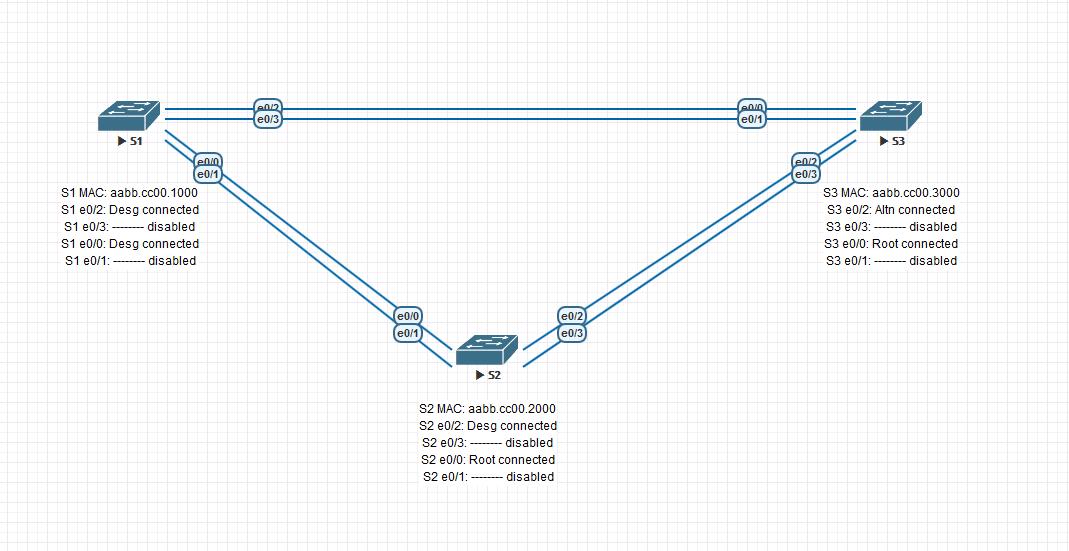 e0/2
e0/3
e0/0
e0/1
S1
S3
e0/0
e0/1
e0/2
e0/3
S1 MAC: aabb.cc00.1000
S1 e0/2: Desg connected
S1 e0/3: -------- disabled
S1 e0/0: Desg connected
S1 e0/1: -------- disabled
S3 MAC: aabb.cc00.3000
S3 e0/2: Altn connected
S3 e0/3: -------- disabled
S3 e0/0: Root connected
S3 e0/1: -------- disabled
e0/0
e0/1
e0/2
e0/3
S2
S2 MAC: aabb.cc00.2000
S2 e0/2: Desg connected
S2 e0/3: -------- disabled
S2 e0/0: Root connected
S2 e0/1: -------- disabled